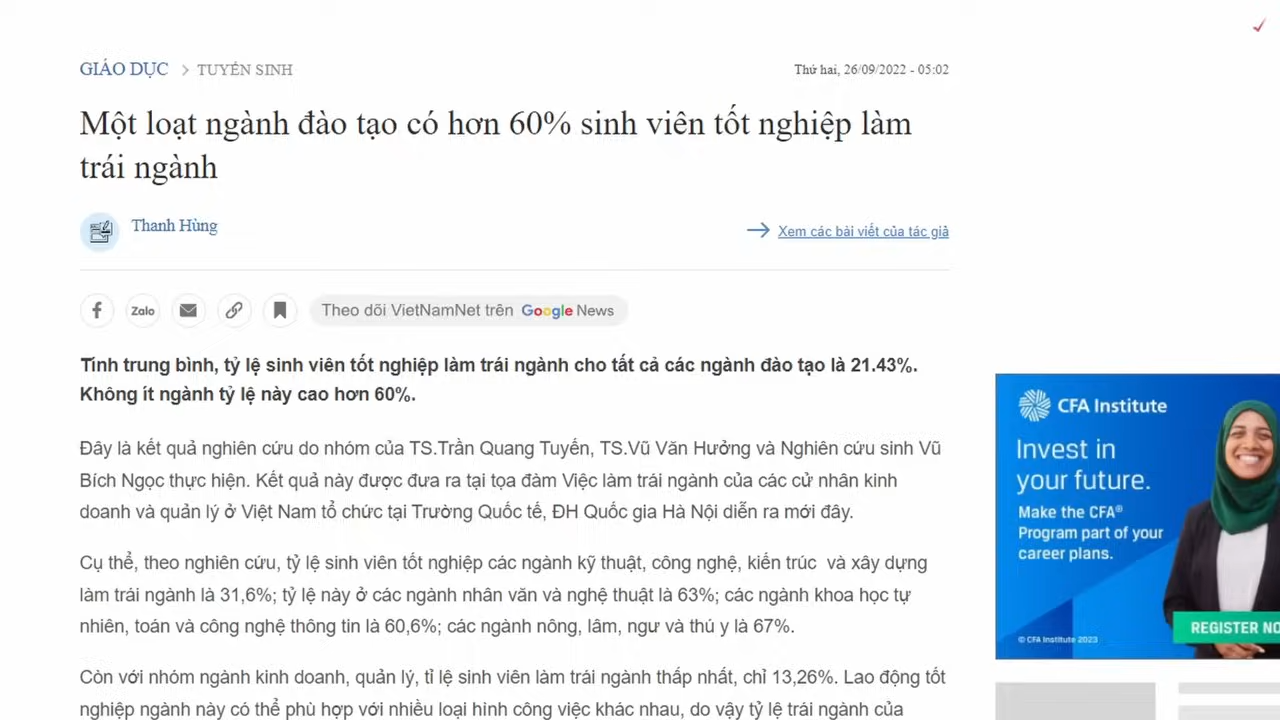 GIÁO DỤC > TUYỂN SINH
Thứ hai, 26/09/2022 - 05:02
Một loạt ngành đào tạo có hơn 60% sinh viên tốt nghiệp làm
trái ngành
Thanh Hùng
Xem các bài viết của tác giả
Zalo
Theo dõi VietNamNet trên Google News
Tính trung bình, tỷ lệ sinh viên tốt nghiệp làm trái ngành cho tất cả các ngành đào tạo là 21.43%.
Không ít ngành tỷ lệ này cao hơn 60%.
Đây là kết quả nghiên cứu do nhóm của TS.Trần Quang Tuyến, TS.Vũ Văn Hưởng và Nghiên cứu sinh Vũ
Bích Ngọc thực hiện. Kết quả này được đưa ra tại tọa đàm Việc làm trái ngành của các cử nhân kinh
doanh và quản lý ở Việt Nam tổ chức tại Trường Quốc tế, ĐH Quốc gia Hà Nội diễn ra mới đây.
Cụ thể, theo nghiên cứu, tỷ lệ sinh viên tốt nghiệp các ngành kỹ thuật, công nghệ, kiến trúc và xây dựng
làm trái ngành là 31,6%; tỷ lệ này ở các ngành nhân văn và nghệ thuật là 63%; các ngành khoa học tự
nhiên, toán và công nghệ thông tin là 60,6%; các ngành nông, lâm, ngư và thú y là 67%.
Còn với nhóm ngành kinh doanh, quản lý, tỉ lệ sinh viên làm trái ngành thấp nhất, chỉ 13,26%. Lao động tốt
nghiệp ngành này có thể phù hợp với nhiều loại hình công việc khác nhau, do vậy tỷ lệ trái ngành của
CFA Institute
Invest in
your future.
Make the CFA®
Program part of your
career plans.
© CFA Institute 2023
REGISTER NO